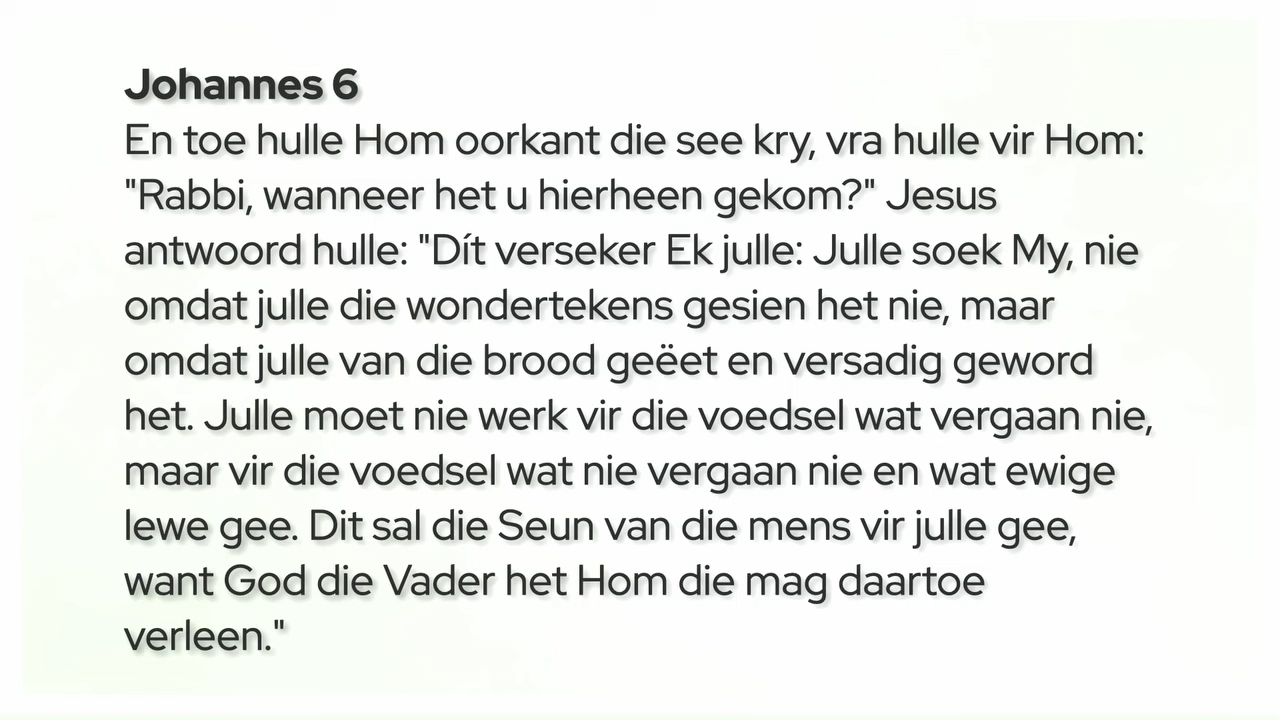 Johannes 6
En toe hulle Hom oorkant die see kry, vra hulle vir Hom:
"Rabbi, wanneer het u hierheen gekom?" Jesus
antwoord hulle: "Dít verseker Ek julle: Julle soek My, nie
omdat julle die wondertekens gesien het nie, maar
omdat julle van die brood geëet en versadig geword
het. Julle moet nie werk vir die voedsel wat vergaan nie,
maar vir die voedsel wat nie vergaan nie en wat ewige
lewe gee. Dit sal die Seun van die mens vir julle gee,
want God die Vader het Hom die mag daartoe
verleen."